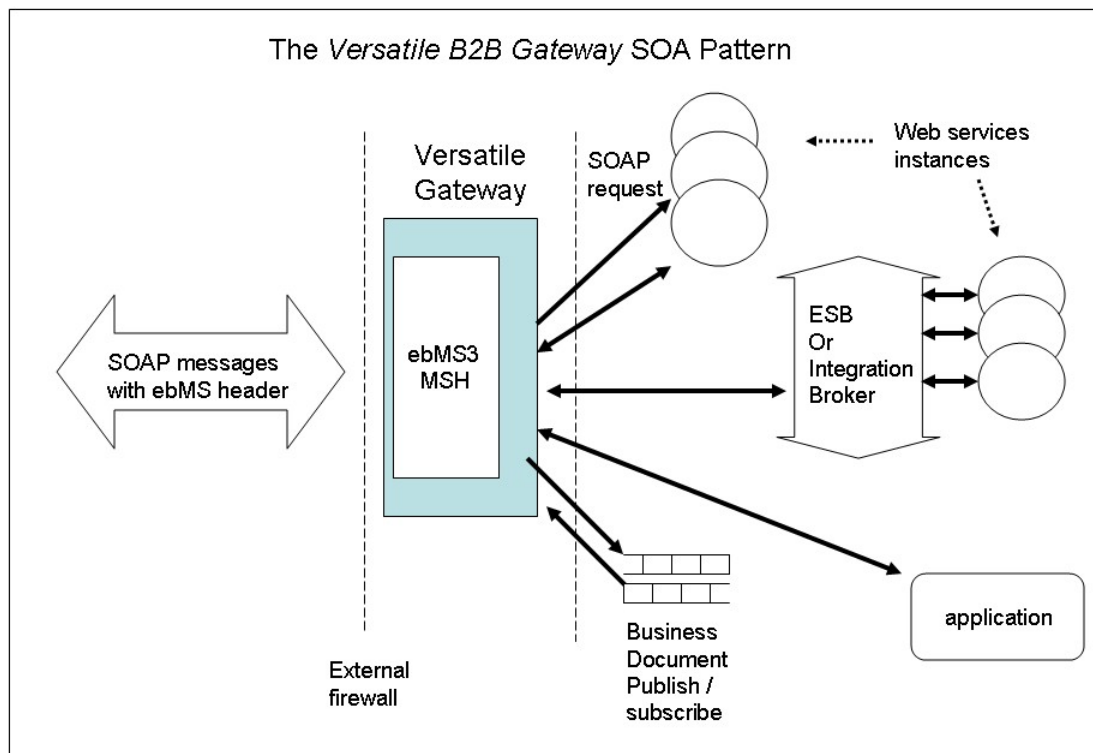 The Versatile B2B Gateway SOA Pattern
Versatile
Gateway
SOAP
request
Web services
instances
SOAP messages
with ebMS header
ebMS3
MSH
ESB
Or
Integration
Broker
application
External
firewall
Business
Document
Publish /
subscribe